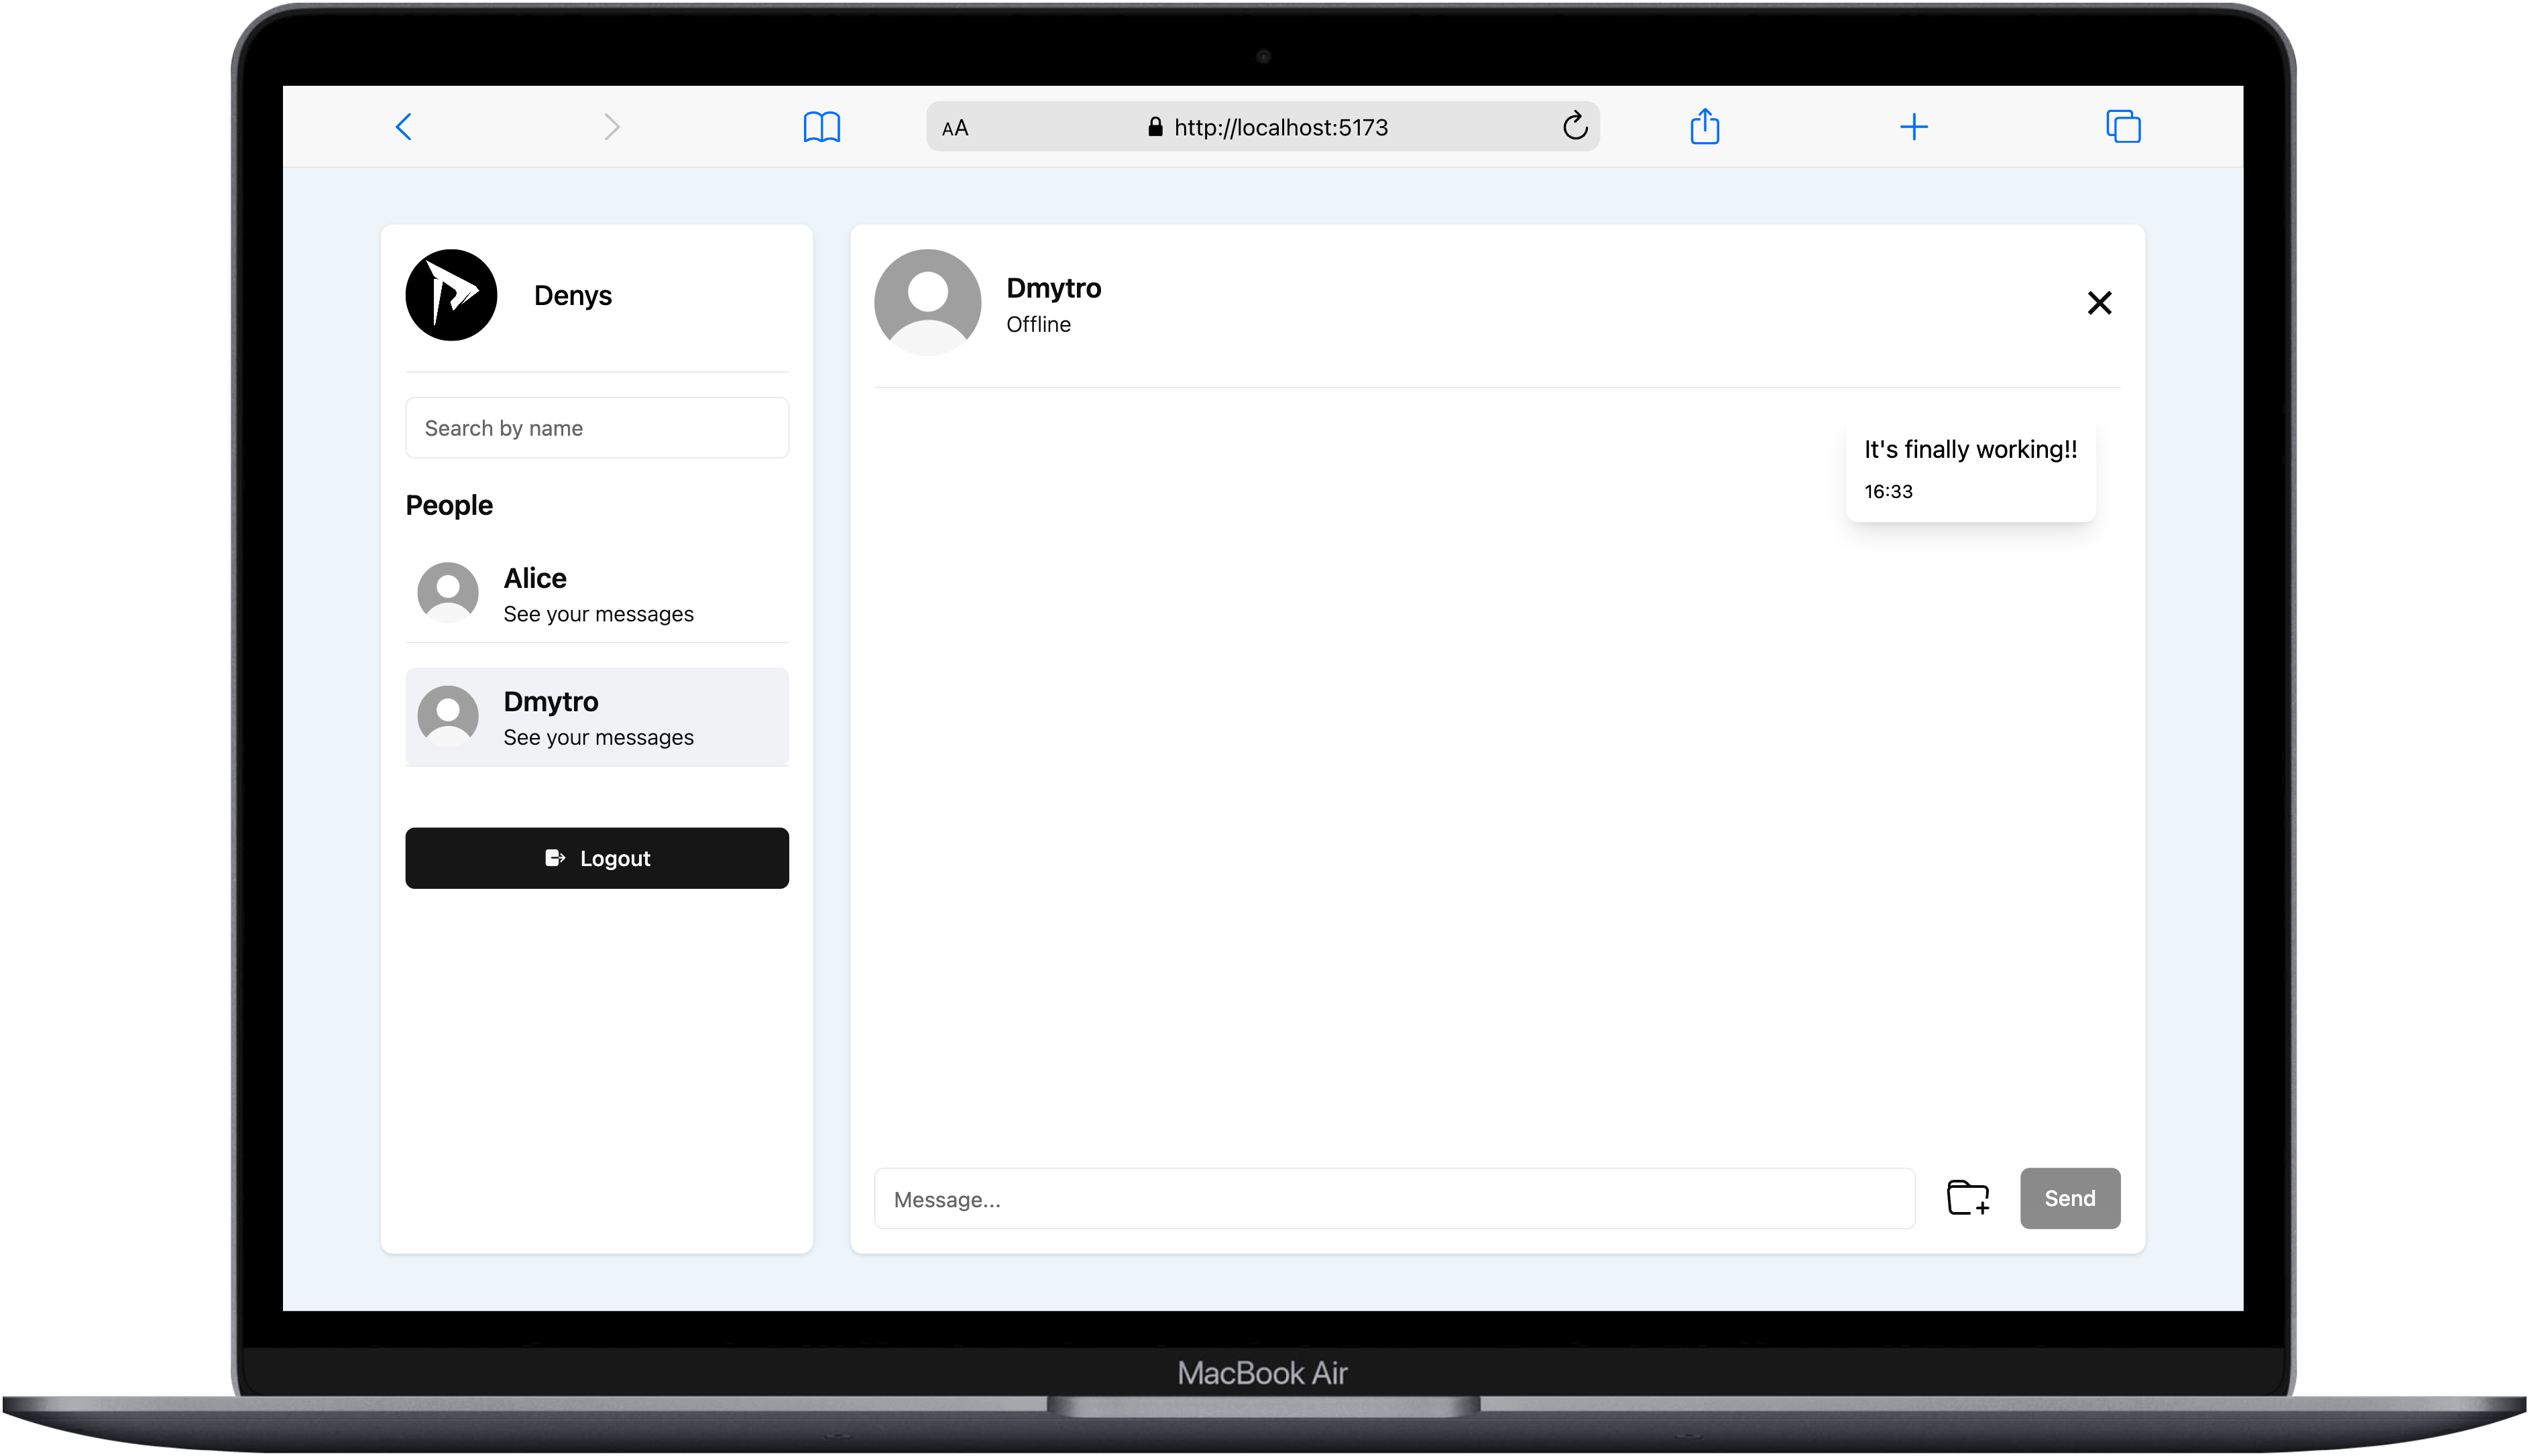 AA
http://localhost:5173
Denys
Search by name
People
Alice
See your messages
Dmytro
See your messages
Logout
Dmytro
Offline
It's finally working!!
16:33
Message...
Send
MacBook Air